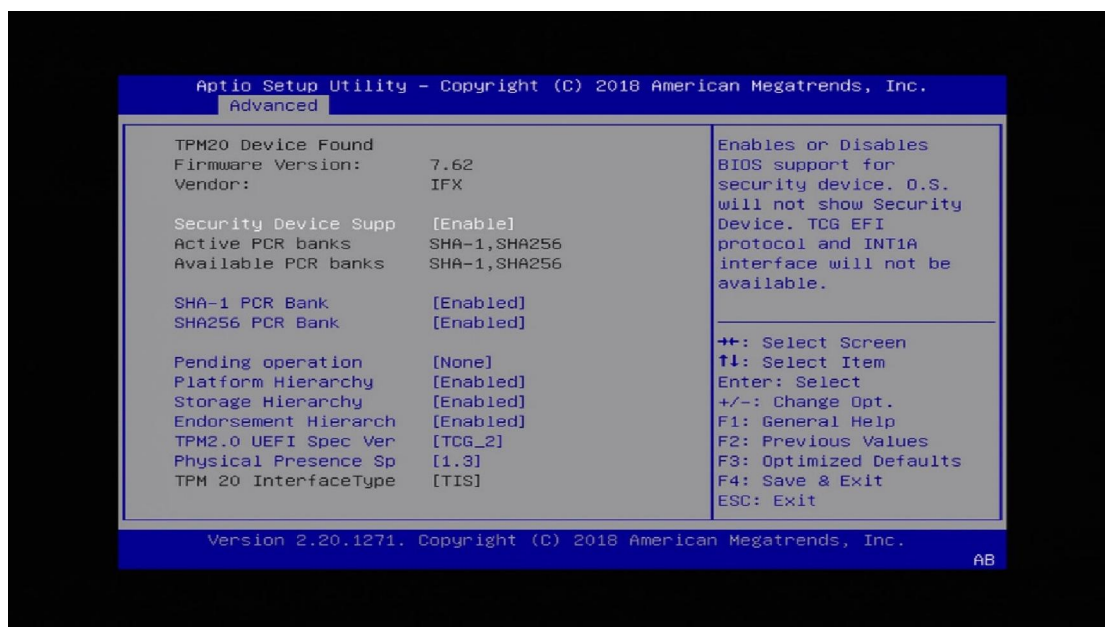 Aptio Setup Utility – Copyright (C) 2018 American Megatrends, Inc.
Advanced
TPM20 Device Found
Firmware Version: 7.62
Vendor: IFX
Security Device Supp [Enable]
Active PCR banks SHA-1,SHA256
Available PCR banks SHA-1,SHA256
SHA-1 PCR Bank [Enabled]
SHA256 PCR Bank [Enabled]
Pending operation [None]
Platform Hierarchy [Enabled]
Storage Hierarchy [Enabled]
Endorsement Hierarch [Enabled]
TPM2.0 UEFI Spec Ver [TCG_2]
Physical Presence Sp [1.3]
TPM 20 InterfaceType [TIS]
Enables or Disables
BIOS support for
security device. O.S.
will not show Security
Device. TCG EFI
protocol and INT1A
interface will not be
available.
→←: Select Screen
↑↓: Select Item
Enter: Select
+/-: Change Opt.
F1: General Help
F2: Previous Values
F3: Optimized Defaults
F4: Save & Exit
ESC: Exit
Version 2.20.1271. Copyright (C) 2018 American Megatrends, Inc.
AB